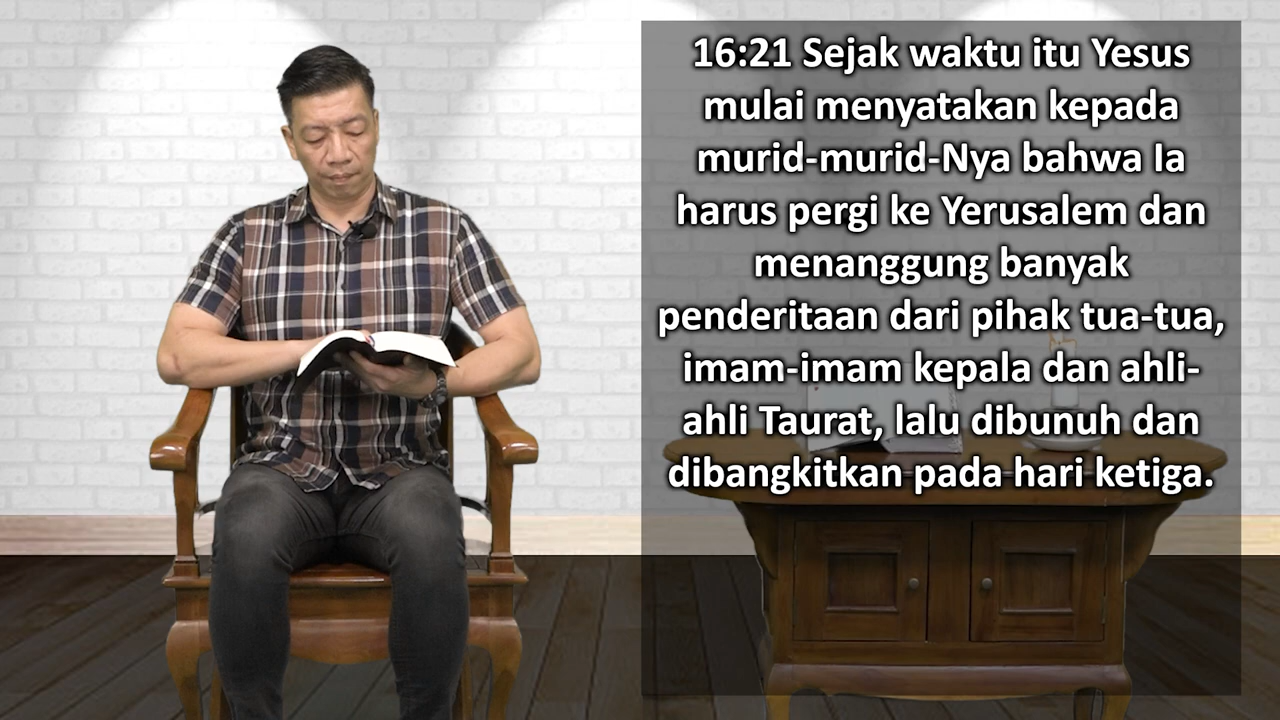 16:21 Sejak waktu itu Yesus
mulai menyatakan kepada
murid-murid-Nya bahwa Ia
harus pergi ke Yerusalem dan
menanggung banyak
penderitaan dari pihak tua-tua,
imam-imam kepala dan ahli-
ahli Taurat, lalu dibunuh dan
dibangkitkan pada hari ketiga.